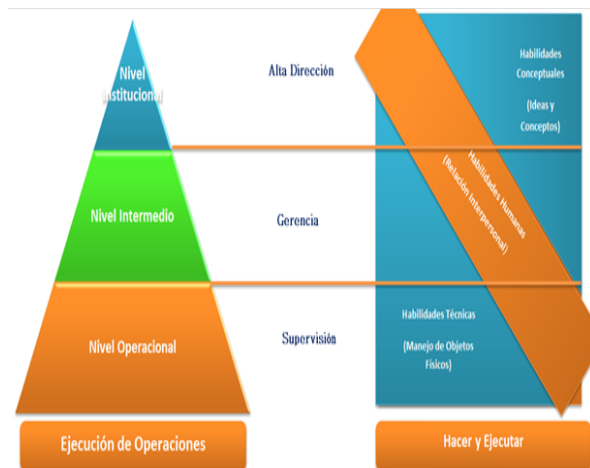 Nivel
Institucional
Alta Dirección
Habilidades
Conceptuales
(Ideas y
Conceptos)
Nivel Intermedio
Gerencia
Habilidades Humanas
(Relación Interpersonal)
Nivel Operacional
Supervisión
Habilidades Técnicas
(Manejo de Objetos
Físicos)
Ejecución de Operaciones
Hacer y Ejecutar